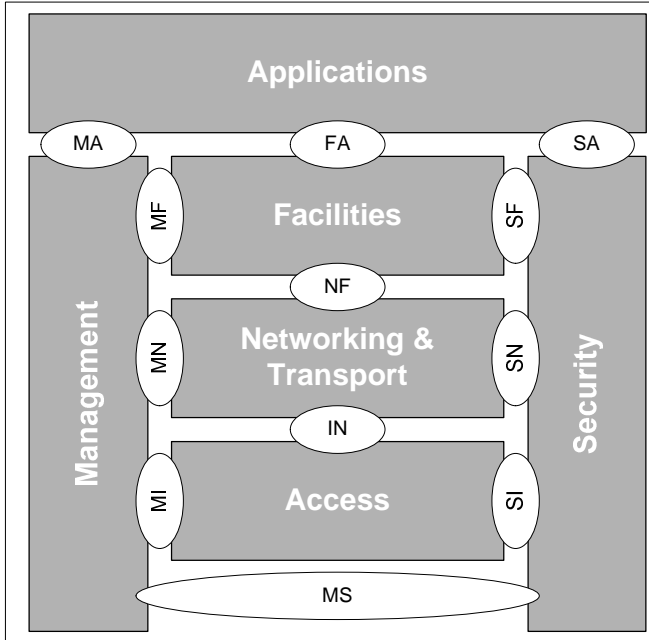 Applications
MA
FA
SA
MF
Facilities
SF
NF
Management
MN
Networking &
Transport
SN
Security
IN
MI
Access
SI
MS